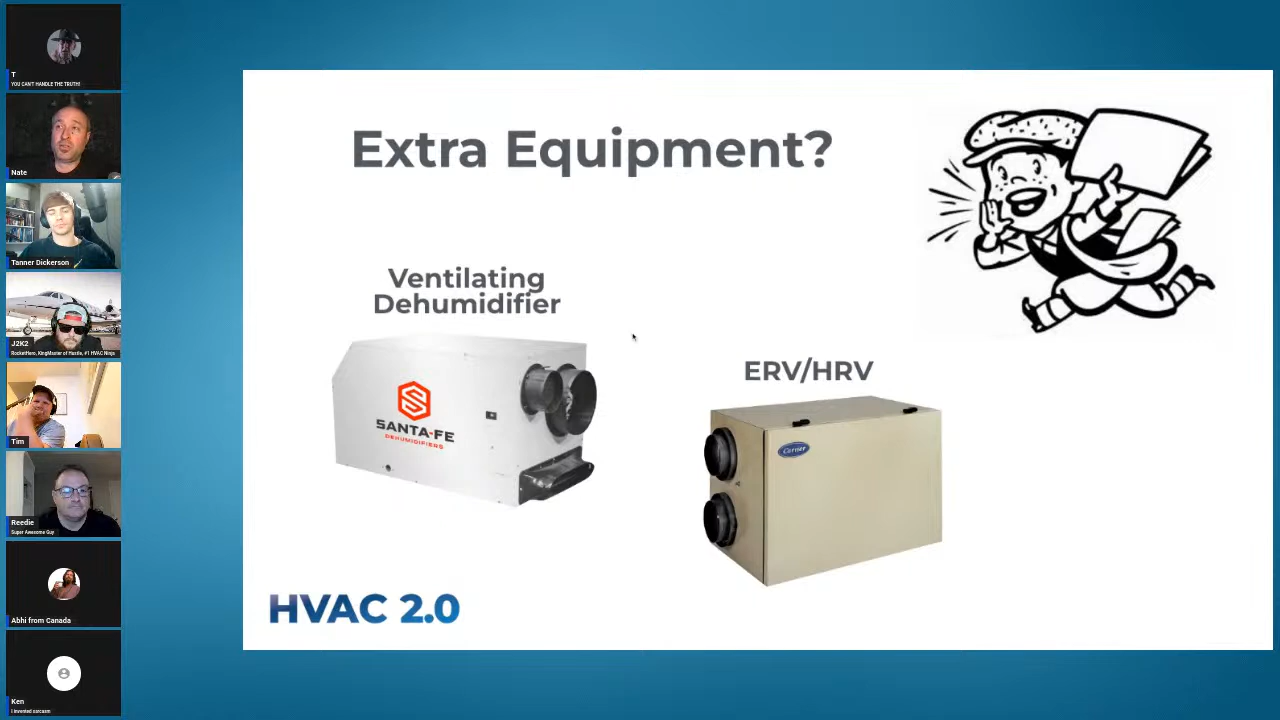 T
YOU CAN'T HANDLE THE TRUTH!
Nate
Tanner Dickerson
J2K2
RocketHero, KingMaster of Hustle, #1 HVAC Ninja
Tim
Reedie
Super Awesome Guy
Abhi from Canada
Ken
I invented sarcasm
Extra Equipment?
Ventilating
Dehumidifier
SANTA-FE
DEHUMIDIFIERS
ERV/HRV
Carrier
HVAC 2.0